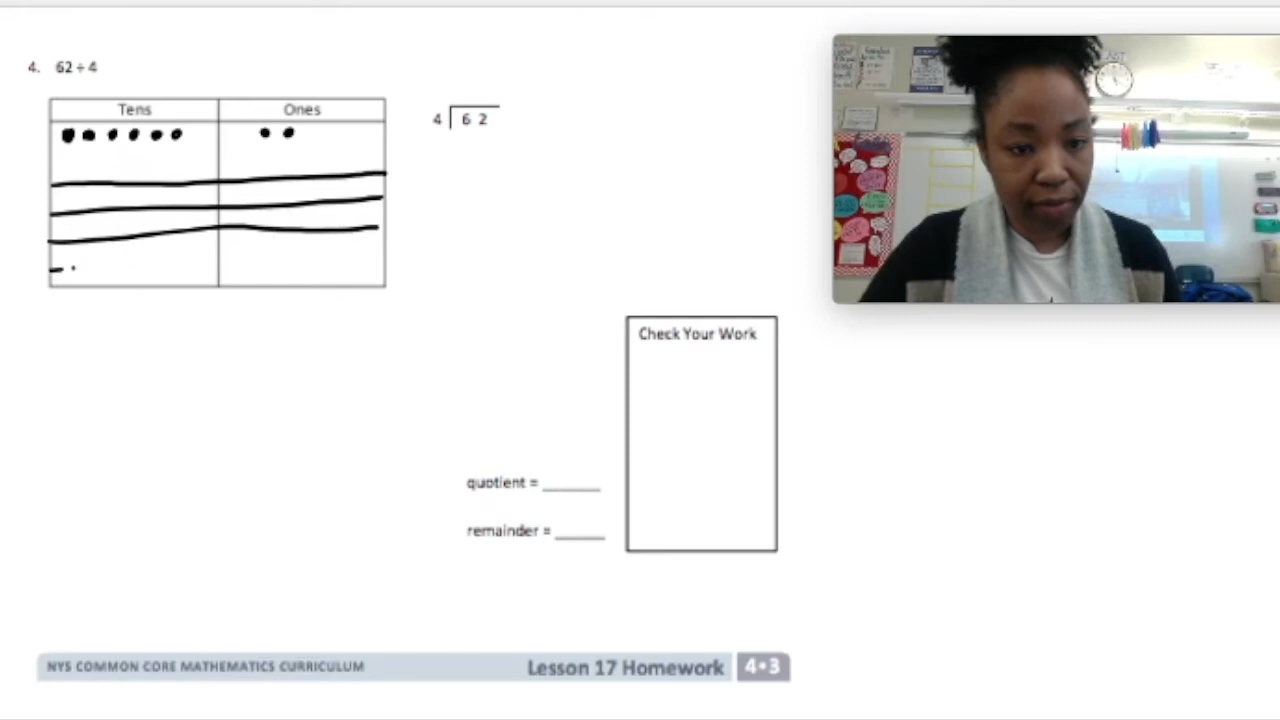 4. 62 ÷ 4
Tens Ones
4 6 2
Check Your Work
quotient = ______
remainder = ______
NYS COMMON CORE MATHEMATICS CURRICULUM Lesson 17 Homework 4•3